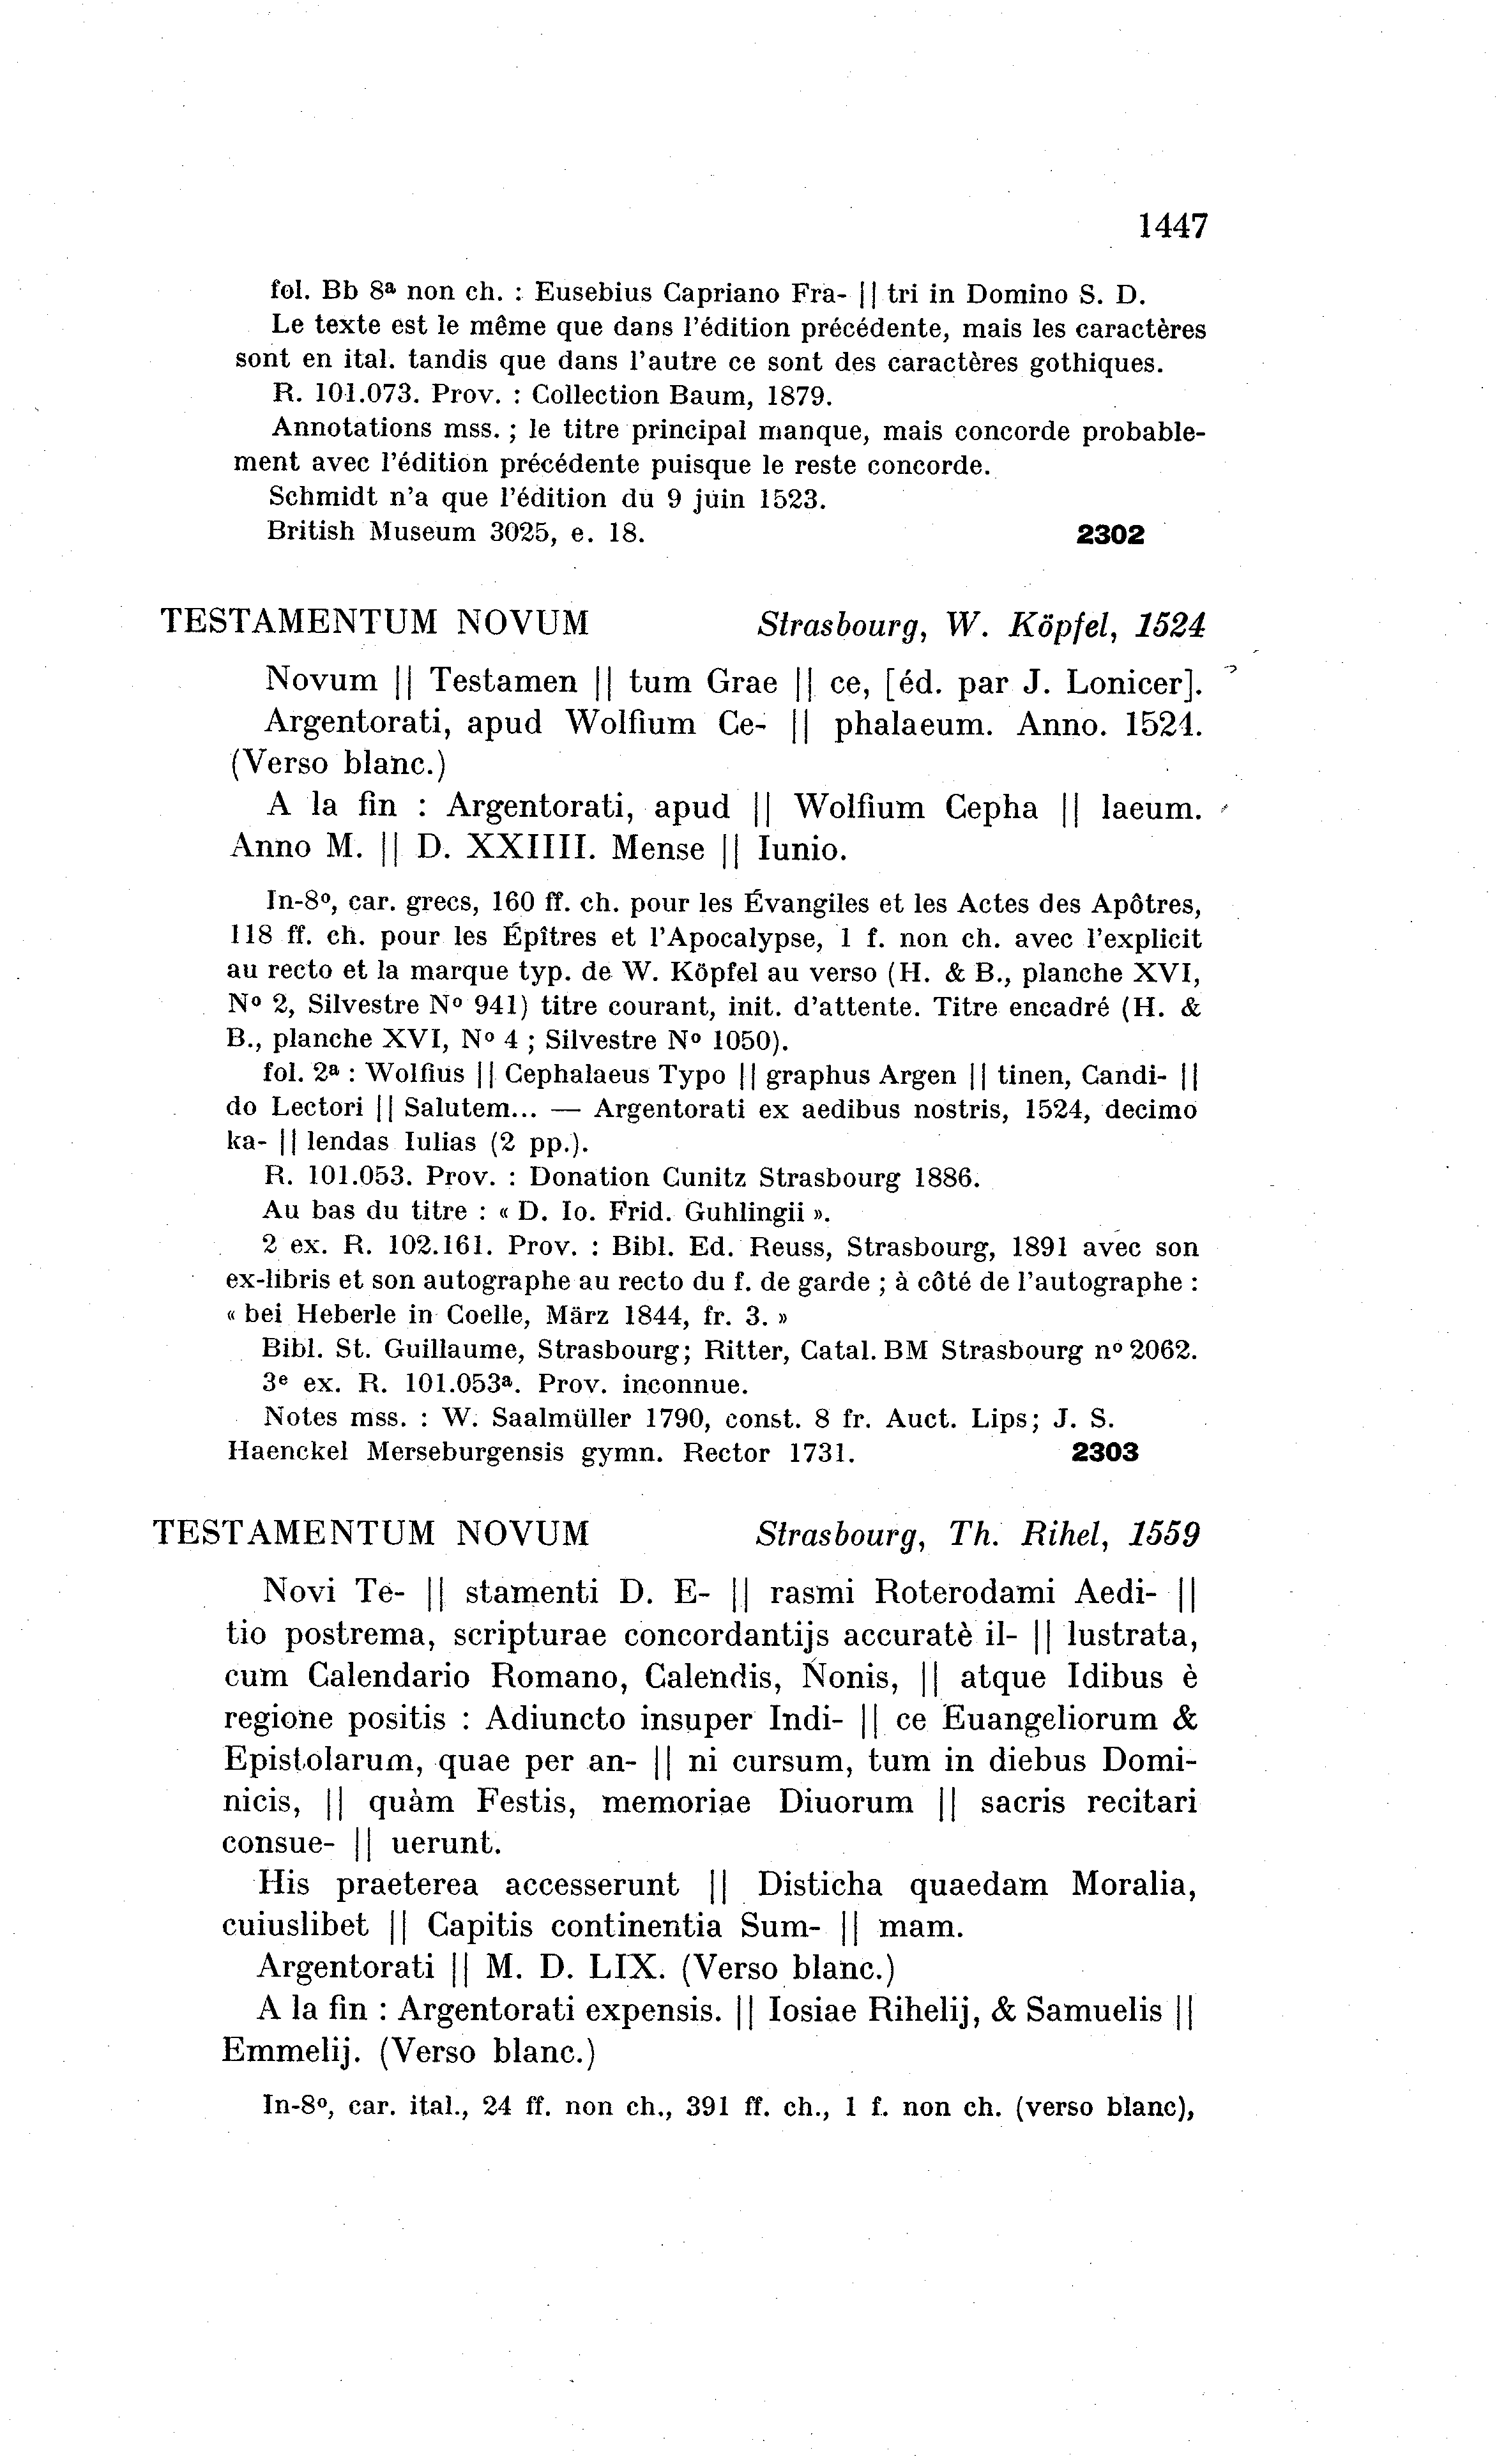 1447
fol. Bb 8ª non ch. : Eusebius Capriano Fra- || tri in Domino S. D.
Le texte est le même que dans l'édition précédente, mais les caractères
sont en ital. tandis que dans l'autre ce sont des caractères gothiques.
R. 101.073. Prov. : Collection Baum, 1879.
Annotations mss. ; le titre principal manque, mais concorde probable-
ment avec l'édition précédente puisque le reste concorde.
Schmidt n'a que l'édition du 9 juin 1523.
British Museum 3025, e. 18. 2302
TESTAMENTUM NOVUM Strasbourg, W. Köpfel, 1524
Novum || Testamen || tum Grae || ce, [éd. par J. Lonicer].
Argentorati, apud Wolfium Ce- || phalaeum. Anno. 1524.
(Verso blanc.)
A la fin : Argentorati, apud || Wolfium Cepha || laeum.
Anno M. || D. XXIIII. Mense || Iunio.
In-8º, car. grecs, 160 ff. ch. pour les Évangiles et les Actes des Apôtres,
118 ff. ch. pour les Épîtres et l'Apocalypse, 1 f. non ch. avec l'explicit
au recto et la marque typ. de W. Köpfel au verso (H. & B., planche XVI,
Nº 2, Silvestre Nº 941) titre courant, init. d'attente. Titre encadré (H. &
B., planche XVI, Nº 4 ; Silvestre Nº 1050).
fol. 2ª : Wolfius || Cephalaeus Typo || graphus Argen || tinen, Candi- ||
do Lectori || Salutem... — Argentorati ex aedibus nostris, 1524, decimo
ka- || lendas Iulias (2 pp.).
R. 101.053. Prov. : Donation Cunitz Strasbourg 1886.
Au bas du titre : « D. Io. Frid. Guhlingii ».
2 ex. R. 102.161. Prov. : Bibl. Ed. Reuss, Strasbourg, 1891 avec son
ex-libris et son autographe au recto du f. de garde ; à côté de l'autographe :
« bei Heberle in Coelle, März 1844, fr. 3. »
Bibl. St. Guillaume, Strasbourg; Ritter, Catal. BM Strasbourg nº 2062.
3ᵉ ex. R. 101.053ª. Prov. inconnue.
Notes mss. : W. Saalmüller 1790, const. 8 fr. Auct. Lips; J. S.
Haenckel Merseburgensis gymn. Rector 1731. 2303
TESTAMENTUM NOVUM Strasbourg, Th. Rihel, 1559
Novi Te- || stamenti D. E- || rasmi Roterodami Aedi- ||
tio postrema, scripturae concordantijs accuratè il- || lustrata,
cum Calendario Romano, Calendis, Nonis, || atque Idibus è
regione positis : Adiuncto insuper Indi- || ce Euangeliorum &
Epistolarum, quae per an- || ni cursum, tum in diebus Domi-
nicis, || quàm Festis, memoriae Diuorum || sacris recitari
consue- || uerunt.
His praeterea accesserunt || Disticha quaedam Moralia,
cuiuslibet || Capitis continentia Sum- || mam.
Argentorati || M. D. LIX. (Verso blanc.)
A la fin : Argentorati expensis. || Iosiae Rihelij, & Samuelis ||
Emmelij. (Verso blanc.)
In-8º, car. ital., 24 ff. non ch., 391 ff. ch., 1 f. non ch. (verso blanc),